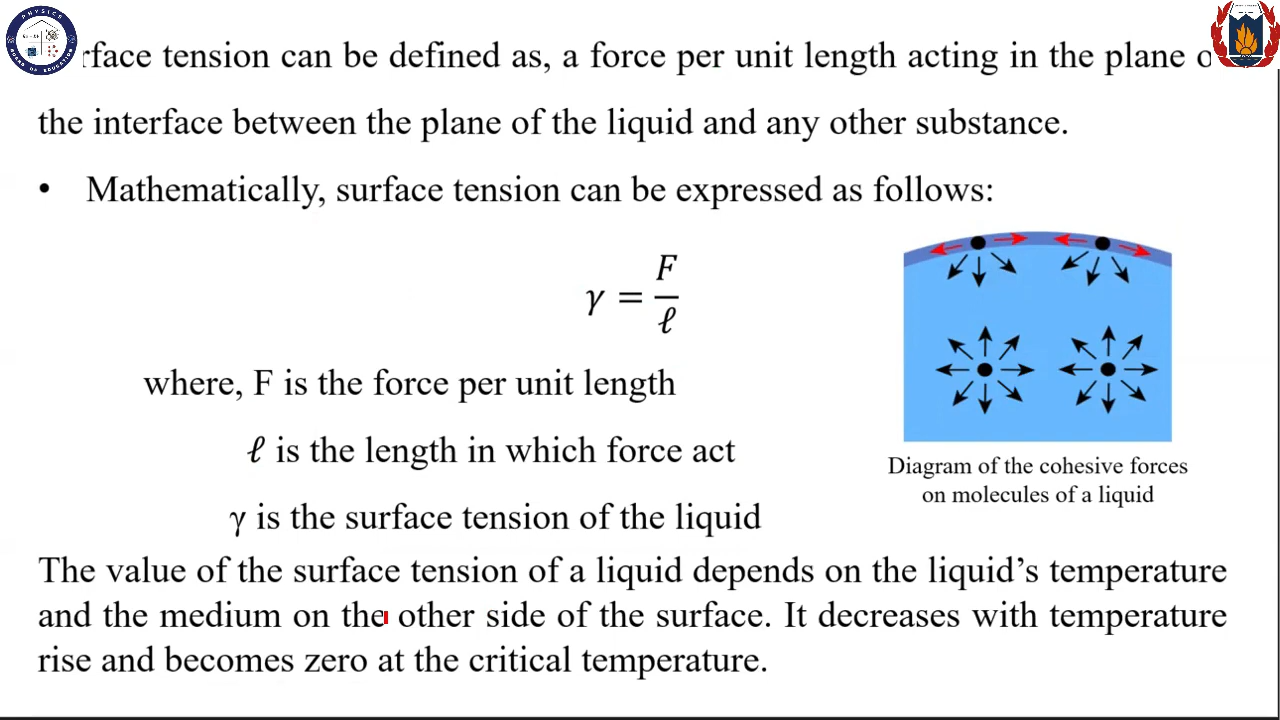 rface tension can be defined as, a force per unit length acting in the plane o
the interface between the plane of the liquid and any other substance.
• Mathematically, surface tension can be expressed as follows:
γ = F/ℓ
where, F is the force per unit length
ℓ is the length in which force act
γ is the surface tension of the liquid
Diagram of the cohesive forces
on molecules of a liquid
The value of the surface tension of a liquid depends on the liquid’s temperature
and the medium on the other side of the surface. It decreases with temperature
rise and becomes zero at the critical temperature.
PHYSICS